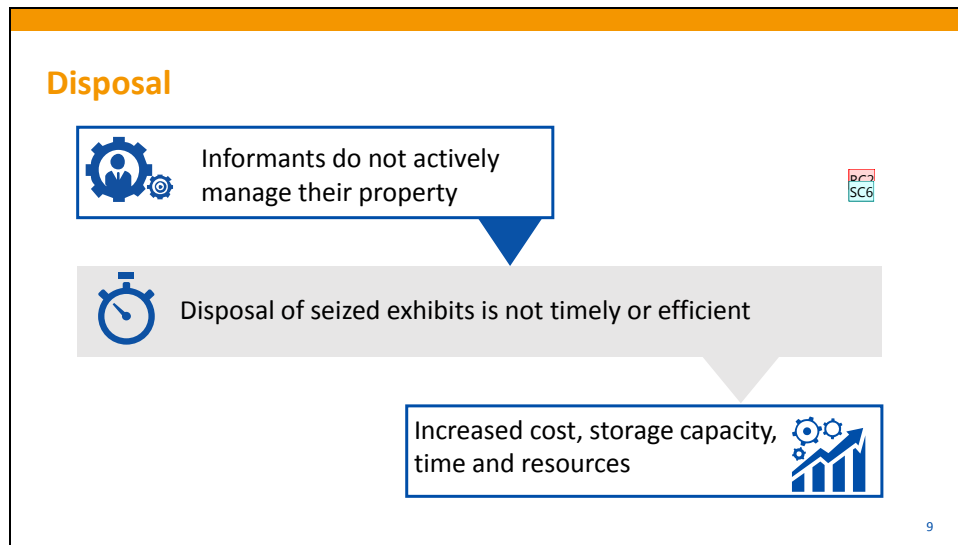 Disposal
Informants do not actively
manage their property
SC6
Disposal of seized exhibits is not timely or efficient
Increased cost, storage capacity,
time and resources
9